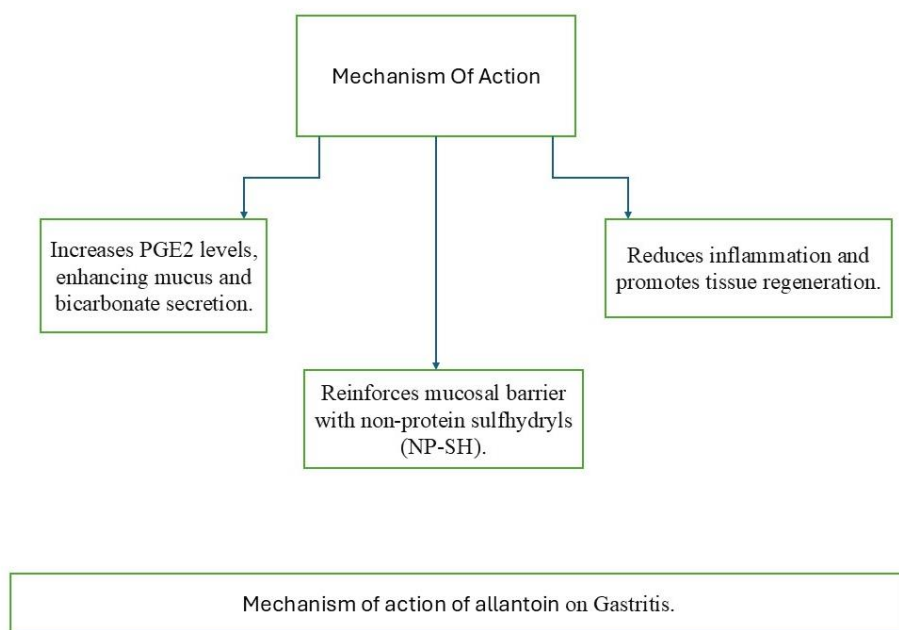 Mechanism Of Action
Increases PGE2 levels,
enhancing mucus and
bicarbonate secretion.
Reduces inflammation and
promotes tissue regeneration.
Reinforces mucosal barrier
with non-protein sulfhydryls
(NP-SH).
Mechanism of action of allantoin on Gastritis.